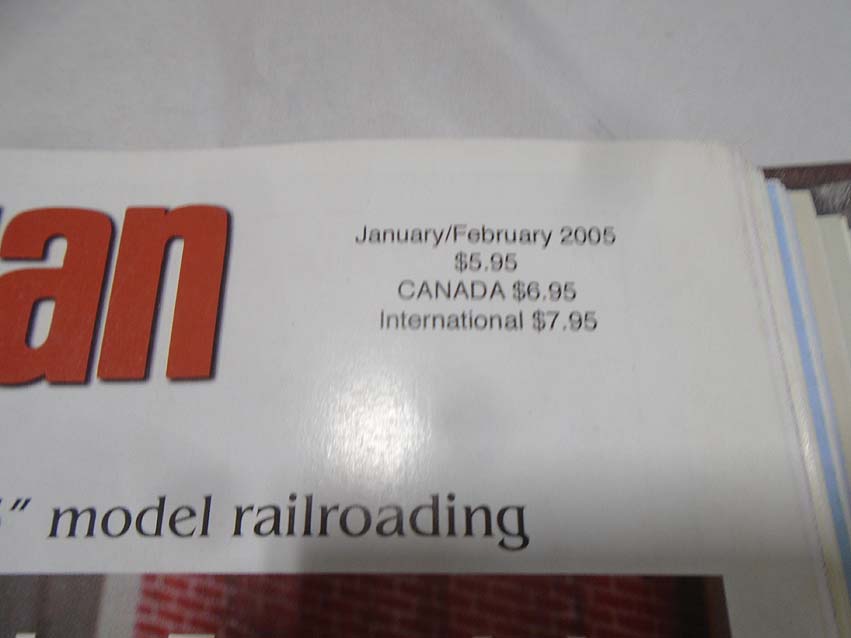 an
January/February 2005
$5.95
CANADA $6.95
International $7.95
" model railroading